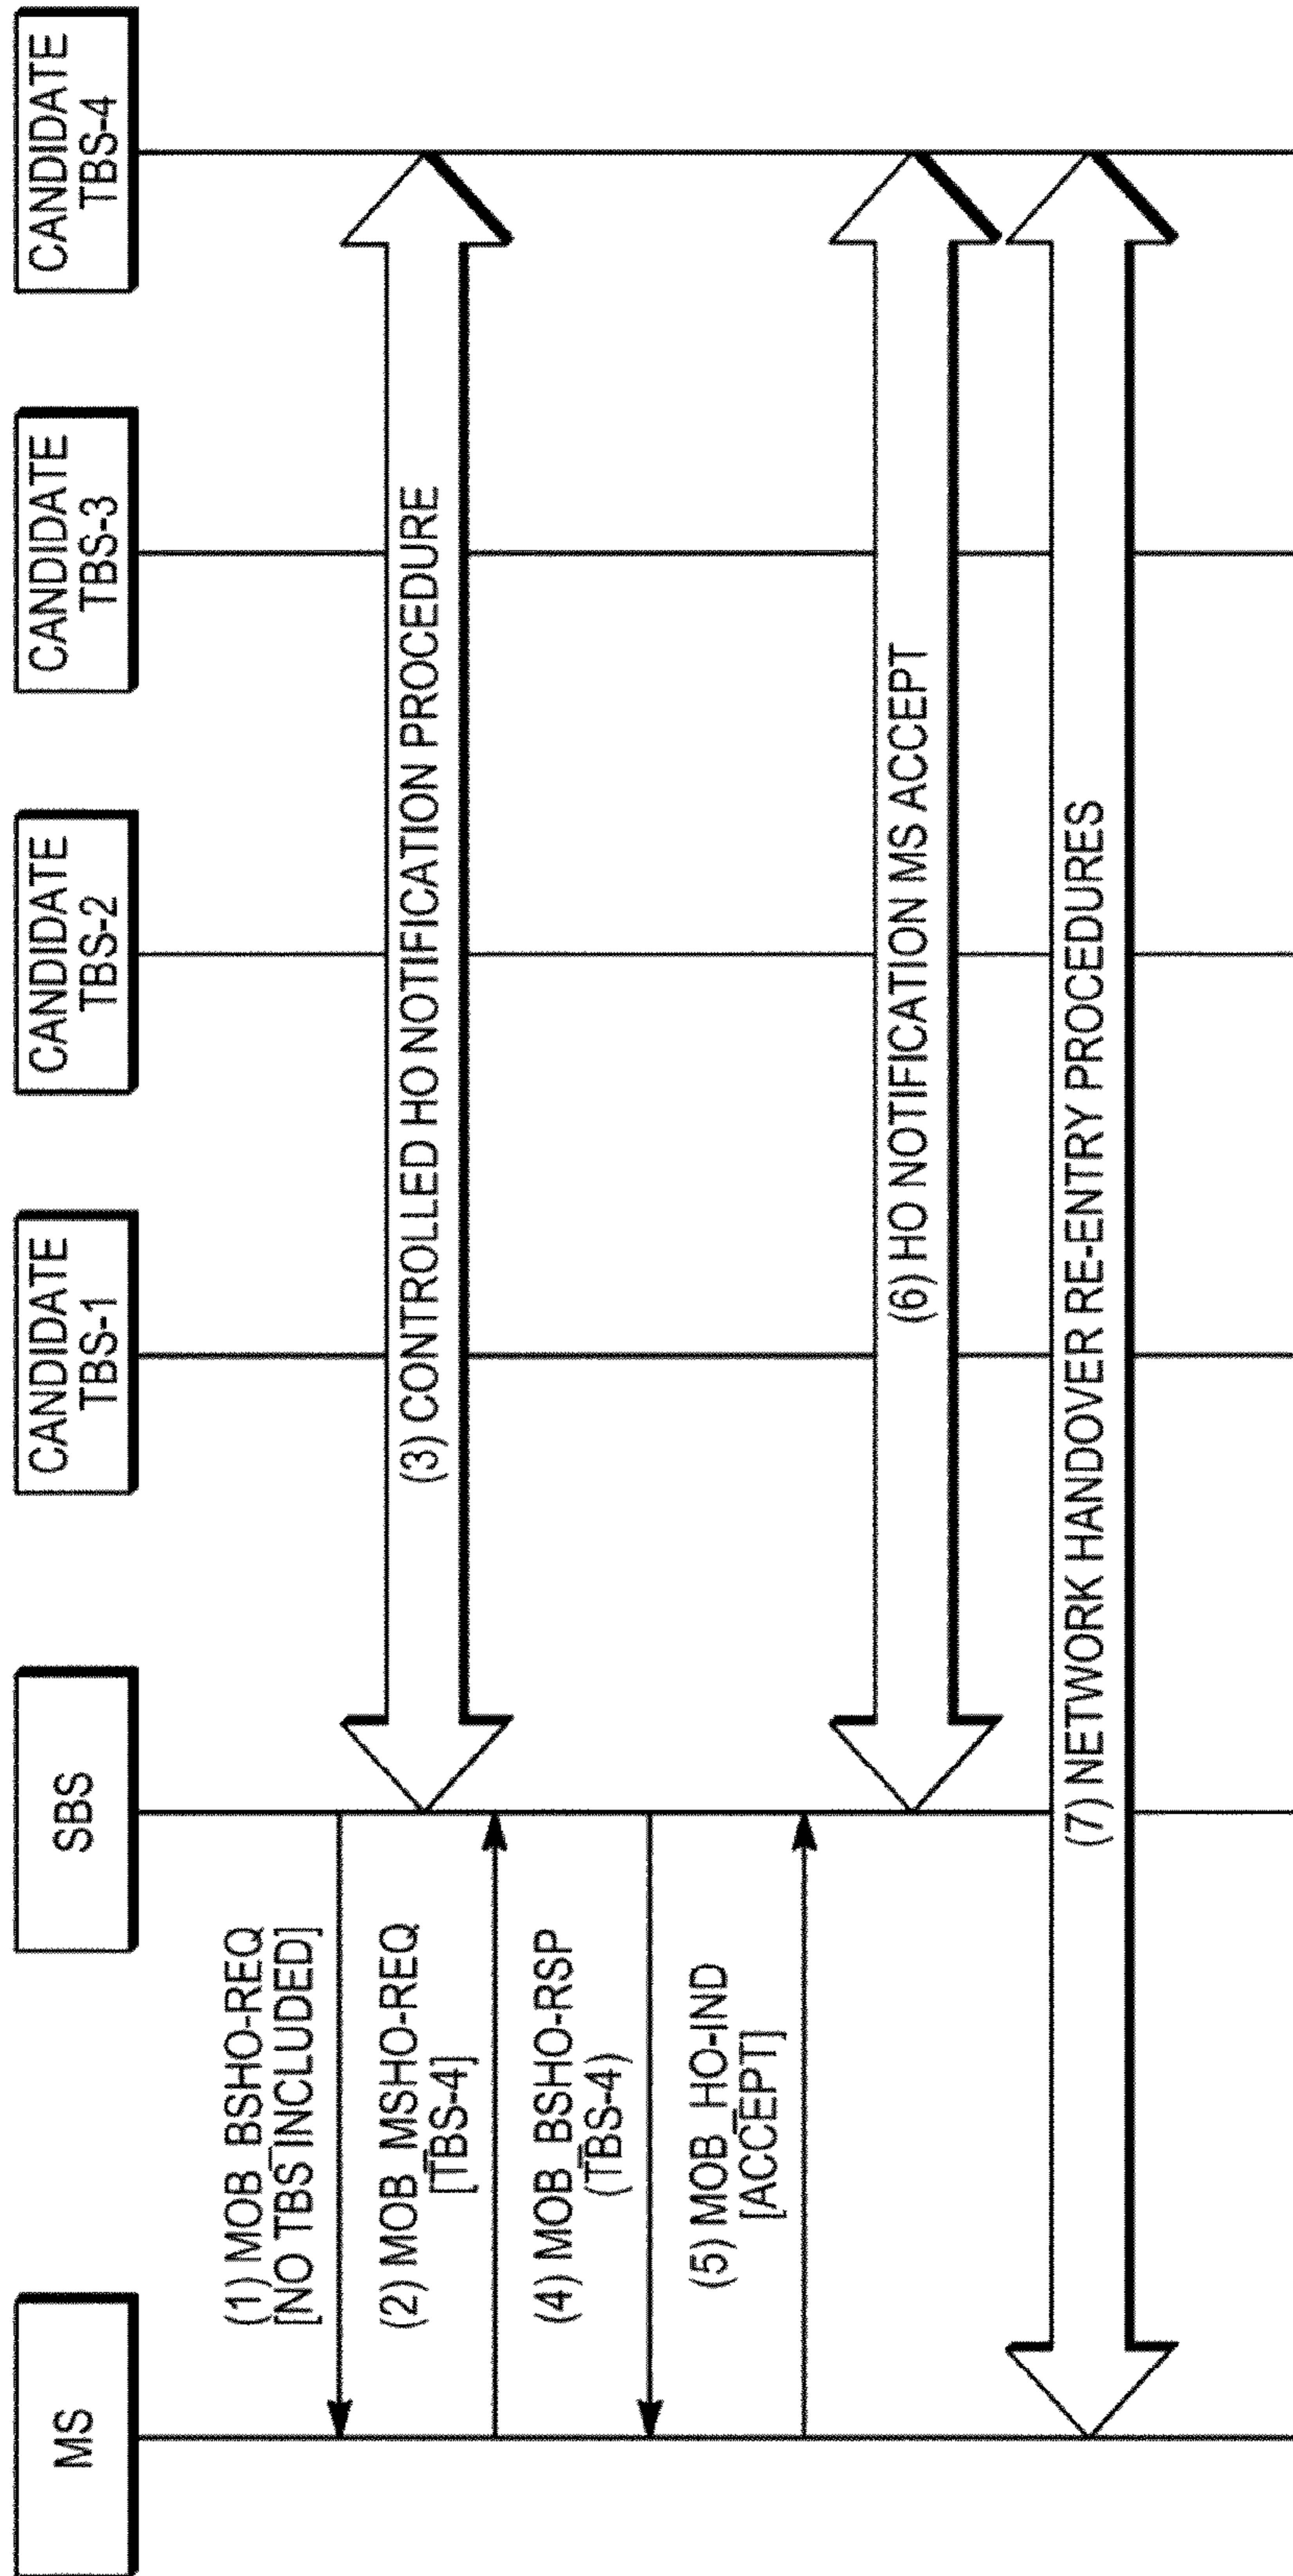 MS
SBS
CANDIDATE
TBS-1
CANDIDATE
TBS-2
CANDIDATE
TBS-3
CANDIDATE
TBS-4
(1) MOB_BSHO-REQ
[NO TBS INCLUDED]
(2) MOB_MSHO-REQ
[TBS-4]
(3) CONTROLLED HO NOTIFICATION PROCEDURE
(4) MOB_BSHO-RSP
(TBS-4)
(5) MOB_HO-IND
[ACCEPT]
(6) HO NOTIFICATION MS ACCEPT
(7) NETWORK HANDOVER RE-ENTRY PROCEDURES